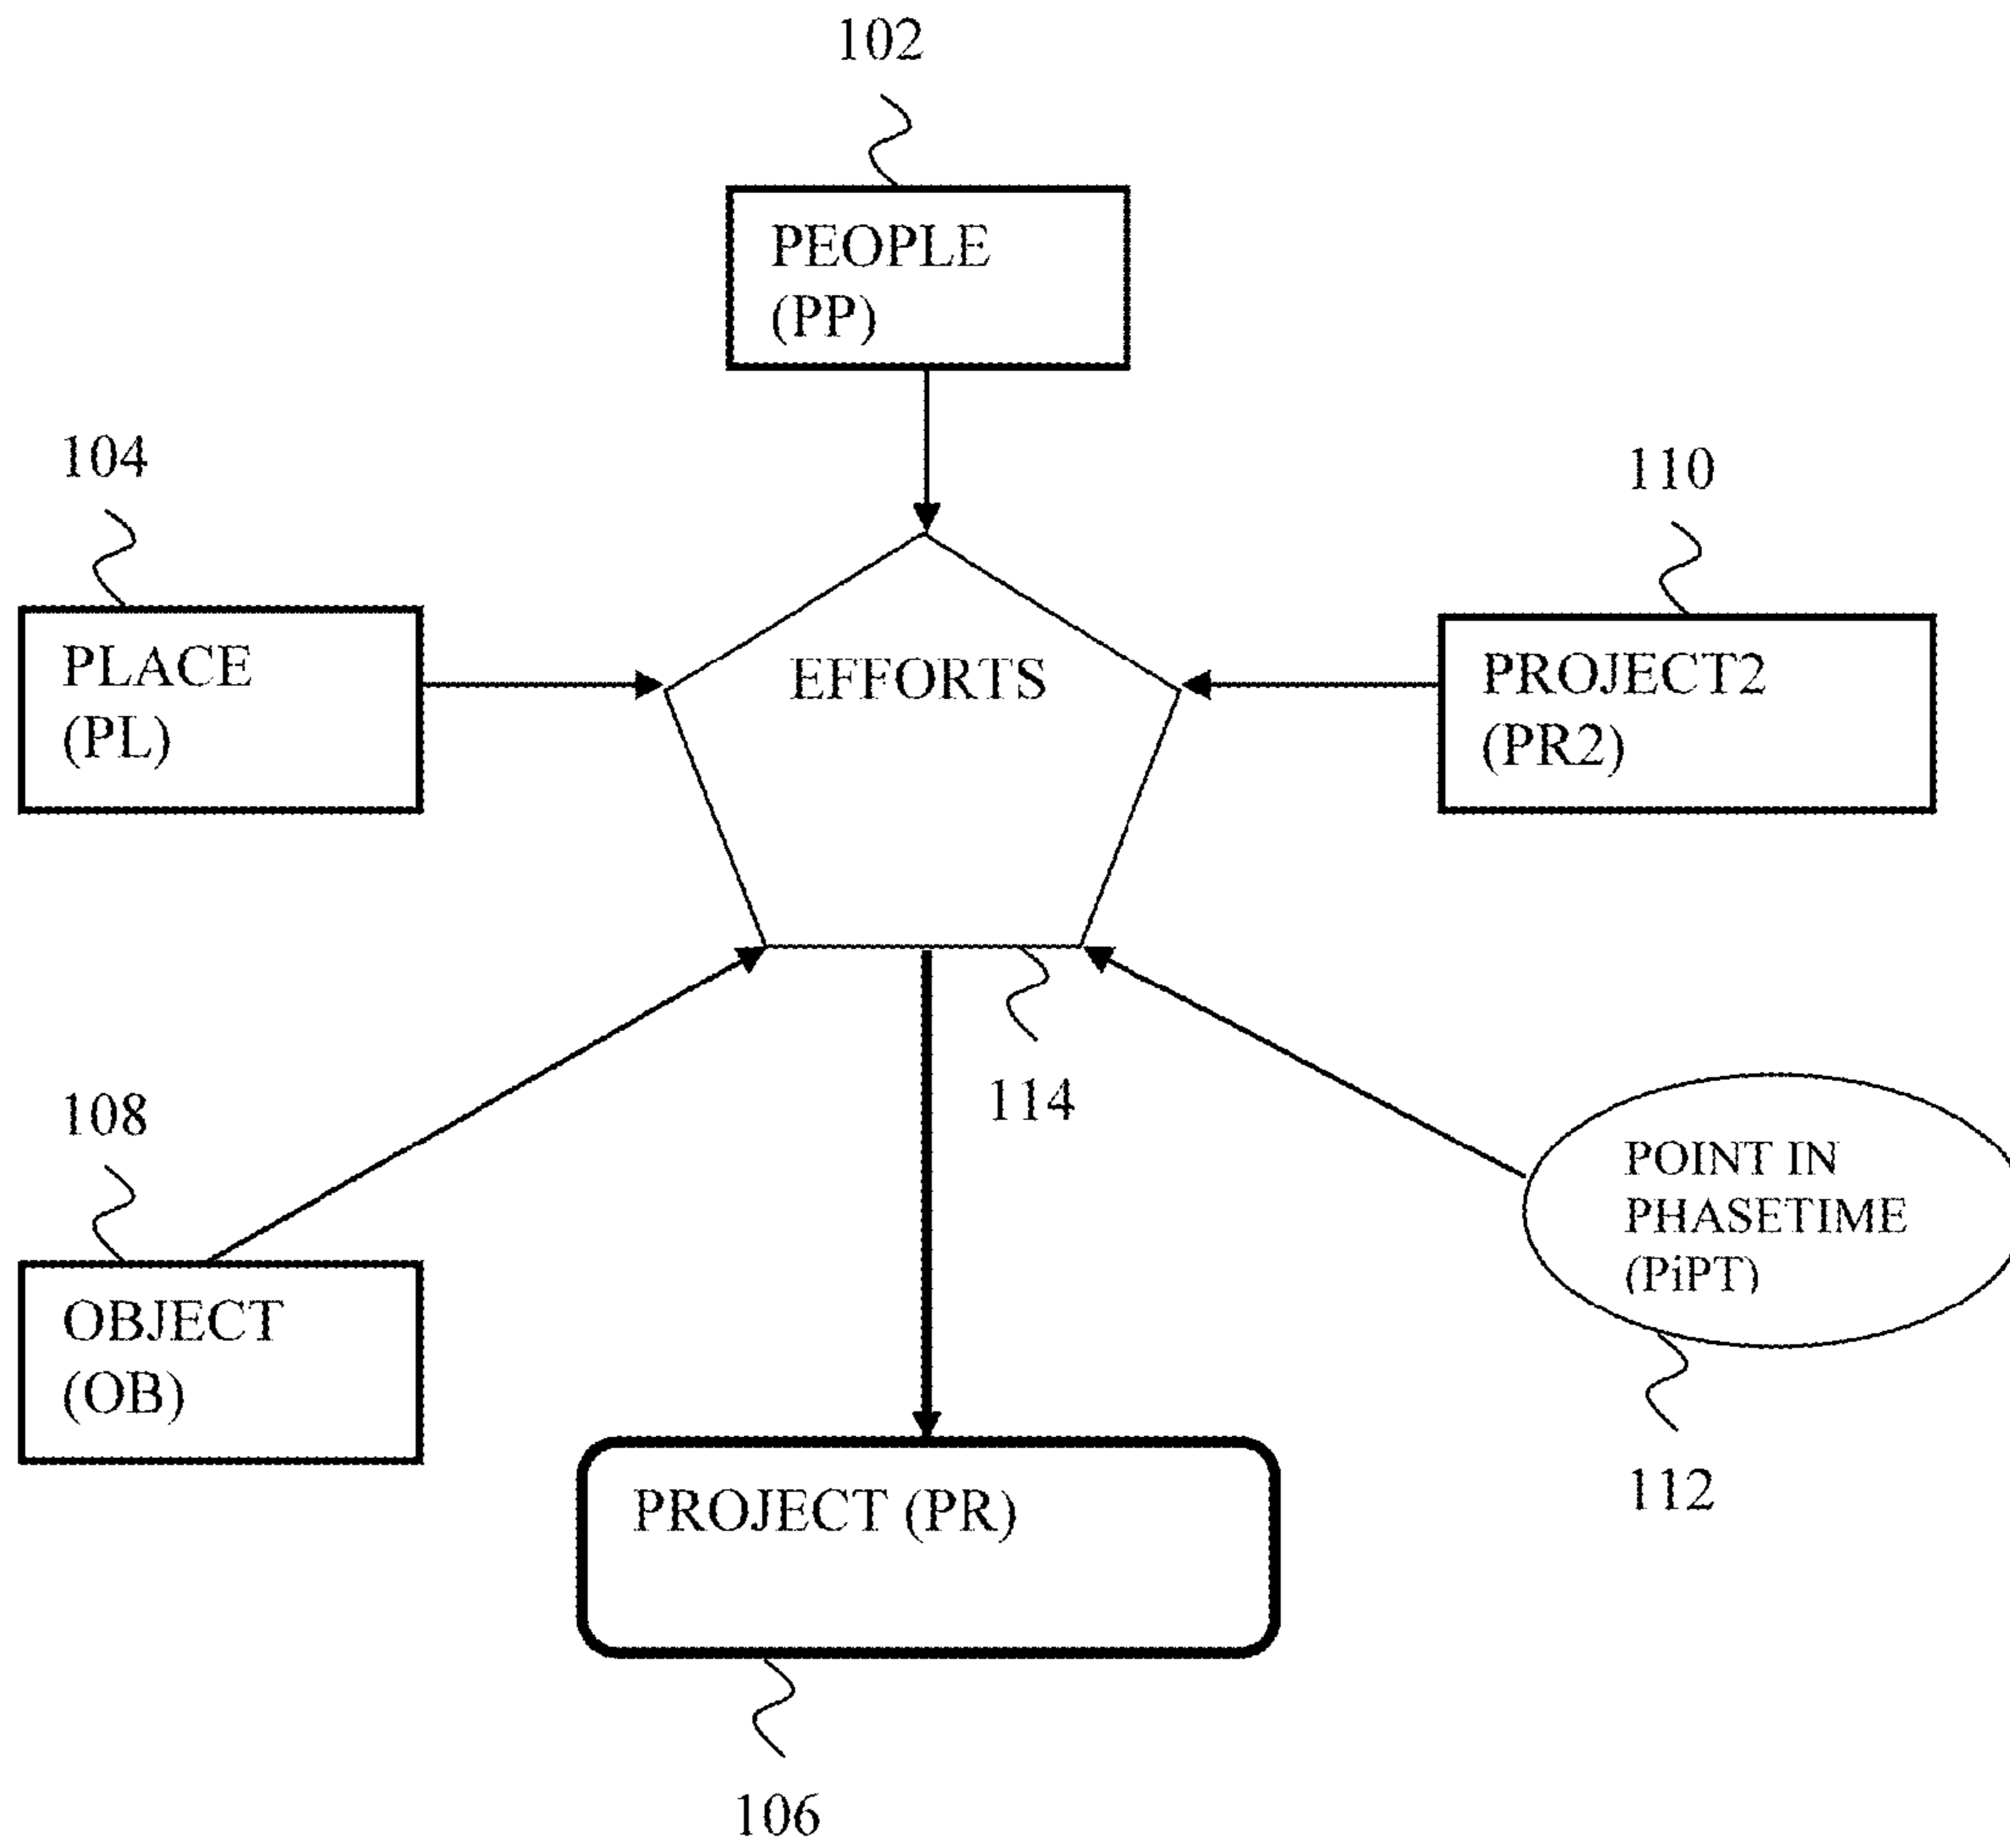 102
PEOPLE
(PP)
104
PLACE
(PL)
110
PROJECT2
(PR2)
EFFORTS
114
108
OBJECT
(OB)
POINT IN
PHASETIME
(PiPT)
112
PROJECT (PR)
106